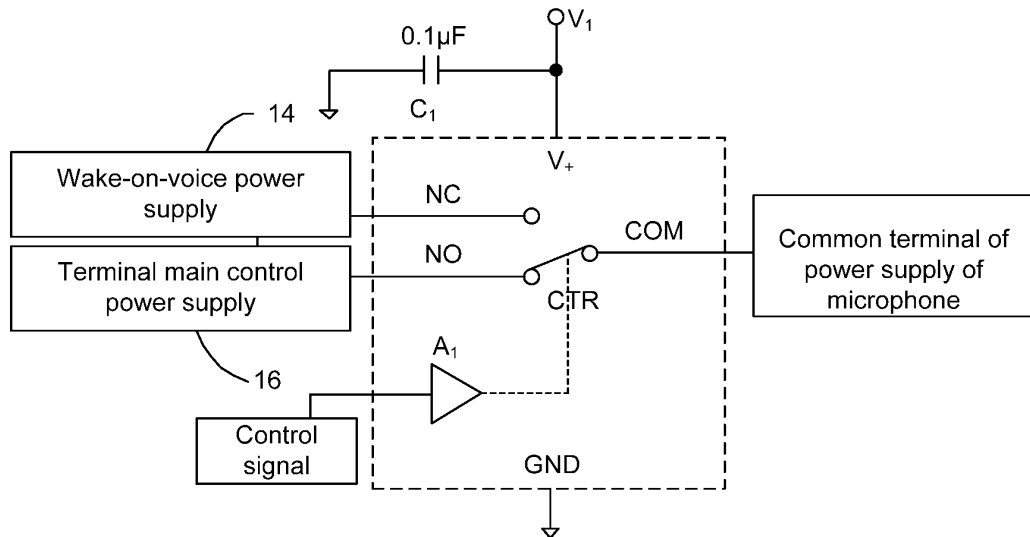 V₁
0.1µF
C₁
14
V₊
Wake-on-voice power
supply
NC
COM
Common terminal of
power supply of
microphone
NO
Terminal main control
power supply
CTR
A₁
16
Control
signal
GND